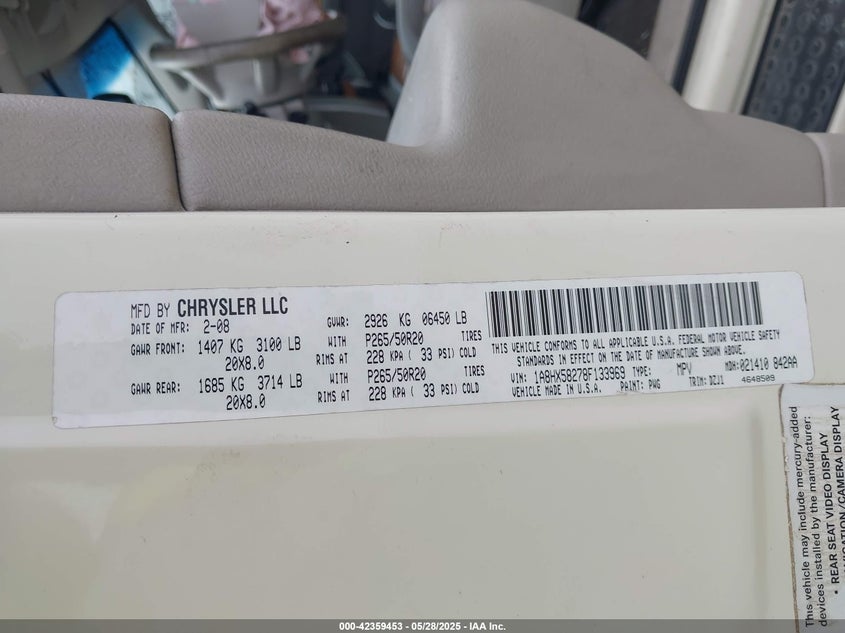 MFD BY CHRYSLER LLC
DATE OF MFR: 2-08
GVWR: 2926 KG 06450 LB
GAWR FRONT: 1407 KG 3100 LB WITH P265/50R20 TIRES
20X8.0 RIMS AT 228 KPA ( 33 PSI) COLD
GAWR REAR: 1685 KG 3714 LB WITH P265/50R20 TIRES
20X8.0 RIMS AT 228 KPA ( 33 PSI) COLD
THIS VEHICLE CONFORMS TO ALL APPLICABLE U.S.A. FEDERAL MOTOR VEHICLE SAFETY
STANDARDS IN EFFECT ON THE DATE OF MANUFACTURE SHOWN ABOVE.
VIN: 1A8HX58278F133969 TYPE: MPV MDH: 021410 842AA
VEHICLE MADE IN U.S.A. PAINT: PWG TRIM: DZJ1 4648509
This vehicle may include mercury-added
devices installed by the manufacturer:
• REAR SEAT VIDEO DISPLAY
NAVIGATION/CAMERA DISPLAY
000-42359453 - 05/28/2025 - IAA Inc.